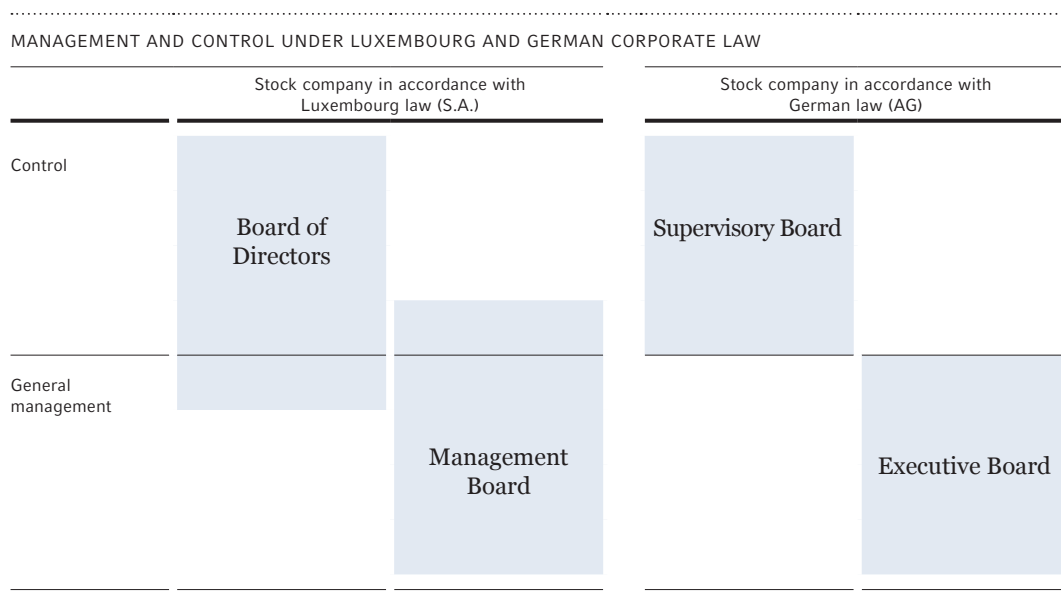 MANAGEMENT AND CONTROL UNDER LUXEMBOURG AND GERMAN CORPORATE LAW
Stock company in accordance with
Luxembourg law (S.A.)
Stock company in accordance with
German law (AG)
Control
Board of
Directors
Supervisory Board
General
management
Management
Board
Executive Board